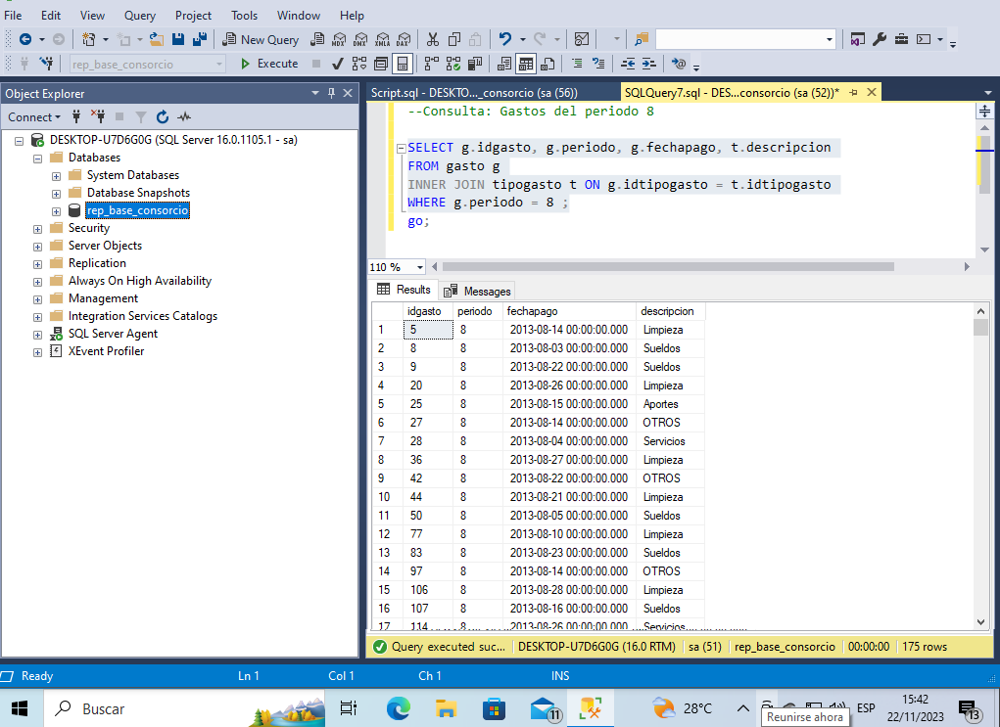 File Edit View Query Project Tools Window Help
New Query MDX DMX XMLA DAX
rep_base_consorcio Execute
Object Explorer
Connect
DESKTOP-U7D6G0G (SQL Server 16.0.1105.1 - sa)
Databases
System Databases
Database Snapshots
rep_base_consorcio
Security
Server Objects
Replication
Always On High Availability
Management
Integration Services Catalogs
SQL Server Agent
XEvent Profiler
Script.sql - DESKTO..._consorcio (sa (56)) SQLQuery7.sql - DES...consorcio (sa (52))*
--Consulta: Gastos del periodo 8
SELECT g.idgasto, g.periodo, g.fechapago, t.descripcion
FROM gasto g
INNER JOIN tipogasto t ON g.idtipogasto = t.idtipogasto
WHERE g.periodo = 8 ;
go;
110 %
Results Messages
idgasto periodo fechapago descripcion
1 5 8 2013-08-14 00:00:00.000 Limpieza
2 8 8 2013-08-03 00:00:00.000 Sueldos
3 9 8 2013-08-22 00:00:00.000 Sueldos
4 20 8 2013-08-26 00:00:00.000 Limpieza
5 25 8 2013-08-15 00:00:00.000 Aportes
6 27 8 2013-08-14 00:00:00.000 OTROS
7 28 8 2013-08-04 00:00:00.000 Servicios
8 36 8 2013-08-27 00:00:00.000 Limpieza
9 42 8 2013-08-22 00:00:00.000 OTROS
10 44 8 2013-08-21 00:00:00.000 Limpieza
11 50 8 2013-08-05 00:00:00.000 Sueldos
12 77 8 2013-08-10 00:00:00.000 Limpieza
13 83 8 2013-08-23 00:00:00.000 Sueldos
14 97 8 2013-08-14 00:00:00.000 OTROS
15 106 8 2013-08-28 00:00:00.000 Limpieza
16 107 8 2013-08-16 00:00:00.000 Sueldos
17 114 8 2013-08-26 00:00:00.000 Servicios
Query executed suc... DESKTOP-U7D6G0G (16.0 RTM) sa (51) rep_base_consorcio 00:00:00 175 rows
Ready Ln 1 Col 1 Ch 1 INS
Buscar 11 28°C ESP 15:42 13
22/11/2023
Reunirse ahora